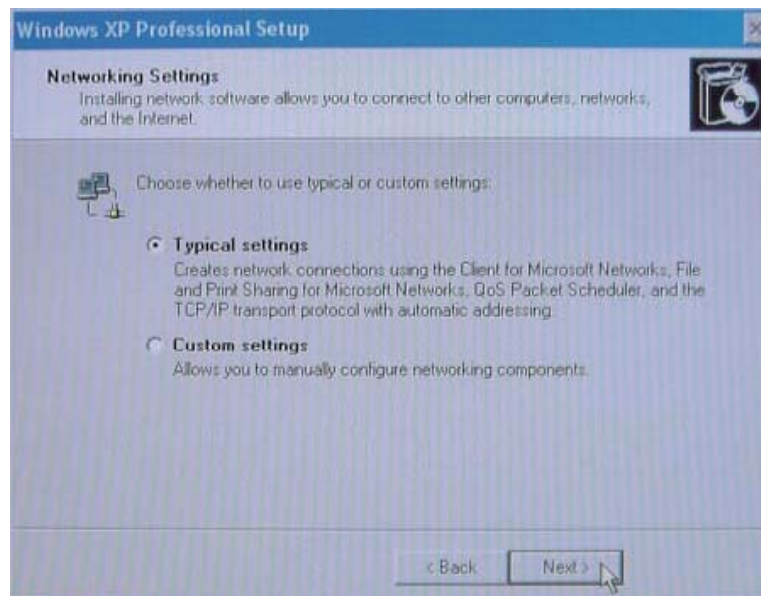 Windows XP Professional Setup
Networking Settings
Installing network software allows you to connect to other computers, networks,
and the Internet.
Choose whether to use typical or custom settings:
Typical settings
Creates network connections using the Client for Microsoft Networks, File
and Print Sharing for Microsoft Networks, QoS Packet Scheduler, and the
TCP/IP transport protocol with automatic addressing.
Custom settings
Allows you to manually configure networking components.
< Back
Next >